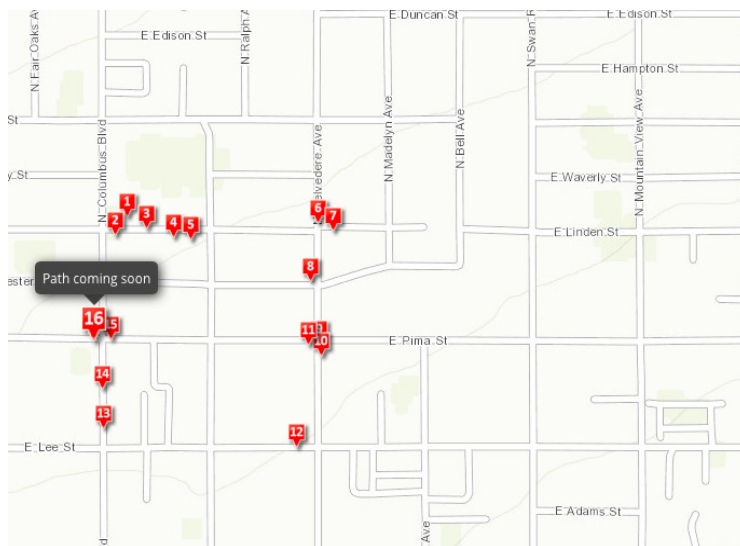 E Duncan St
E Edison St
E Edison St
N Fair Oaks Av
N Ralph A
N Swan R
E Hampton St
St
N Columbus Blvd
elvedere Ave
N Madelyn Ave
N Bell Ave
N Mountain View Ave
y St
E Waverly St
1
2
3
4
5
6
7
E Linden St
8
ester
Path coming soon
16
15
11
10
E Pima St
14
13
12
E Lee St
E Adams St
Ave
d